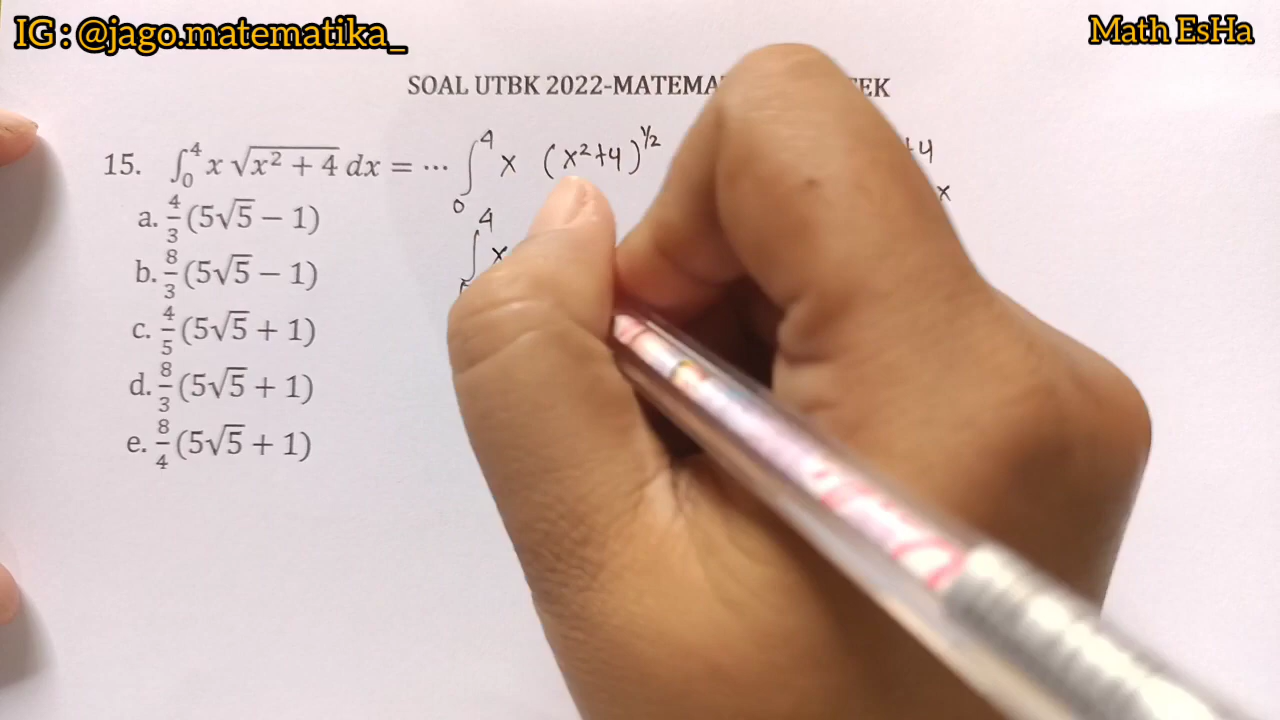 IG : @jago.matematika_
Math EsHa
SOAL UTBK 2022-
15. ∫₀⁴ x √(x² + 4) dx = ⋯ ∫₀⁴ x (x²+4)^½
a. 4/3 (5√5 − 1)
b. 8/3 (5√5 − 1)
c. 4/5 (5√5 + 1)
d. 8/3 (5√5 + 1)
e. 8/4 (5√5 + 1)